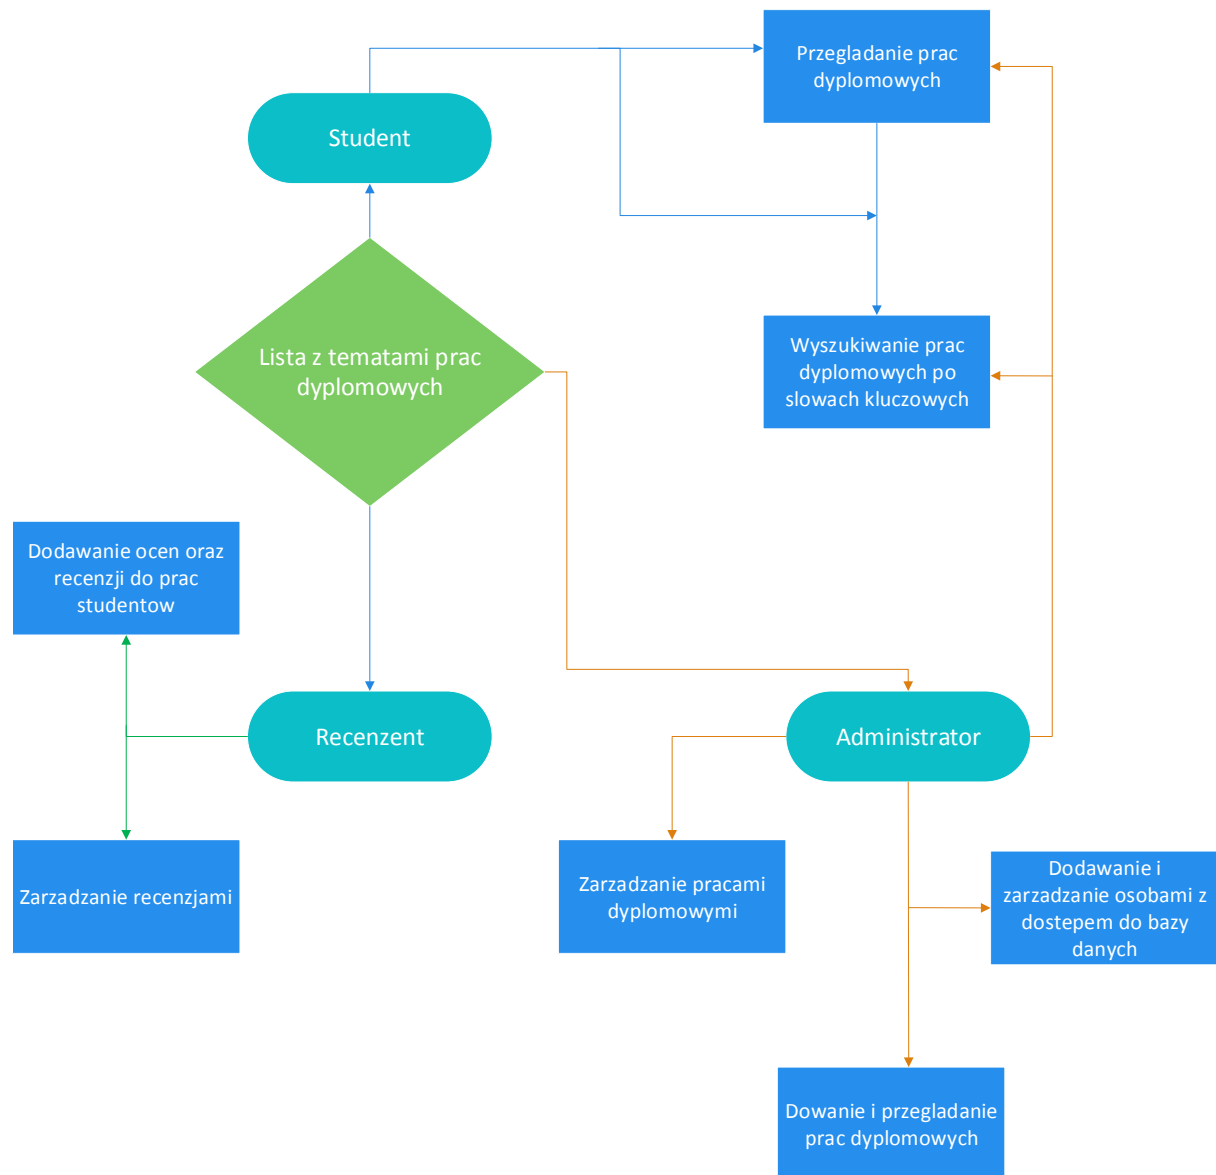 Przegladanie prac
dyplomowych
Student
Lista z tematami prac
dyplomowych
Wyszukiwanie prac
dyplomowych po
slowach kluczowych
Dodawanie ocen oraz
recenzji do prac
studentow
Recenzent
Administrator
Zarzadzanie recenzjami
Zarzadzanie pracami
dyplomowymi
Dodawanie i
zarzadzanie osobami z
dostepem do bazy
danych
Dowanie i przegladanie
prac dyplomowych